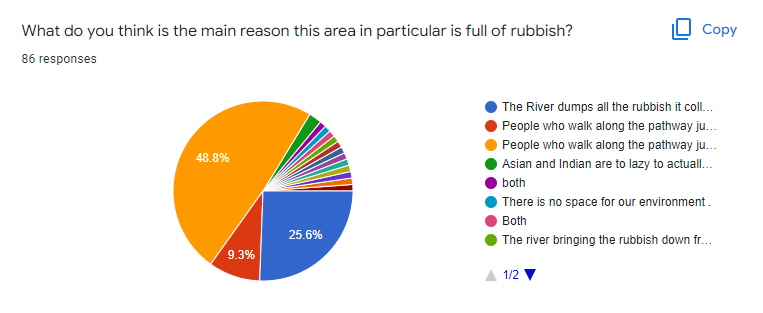 What do you think is the main reason this area in particular is full of rubbish?
Copy
86 responses
The River dumps all the rubbish it coll...
People who walk along the pathway ju...
People who walk along the pathway ju...
Asian and Indian are to lazy to actuall...
both
There is no space for our environment .
Both
The river bringing the rubbish down fr...
1/2
48.8%
9.3%
25.6%